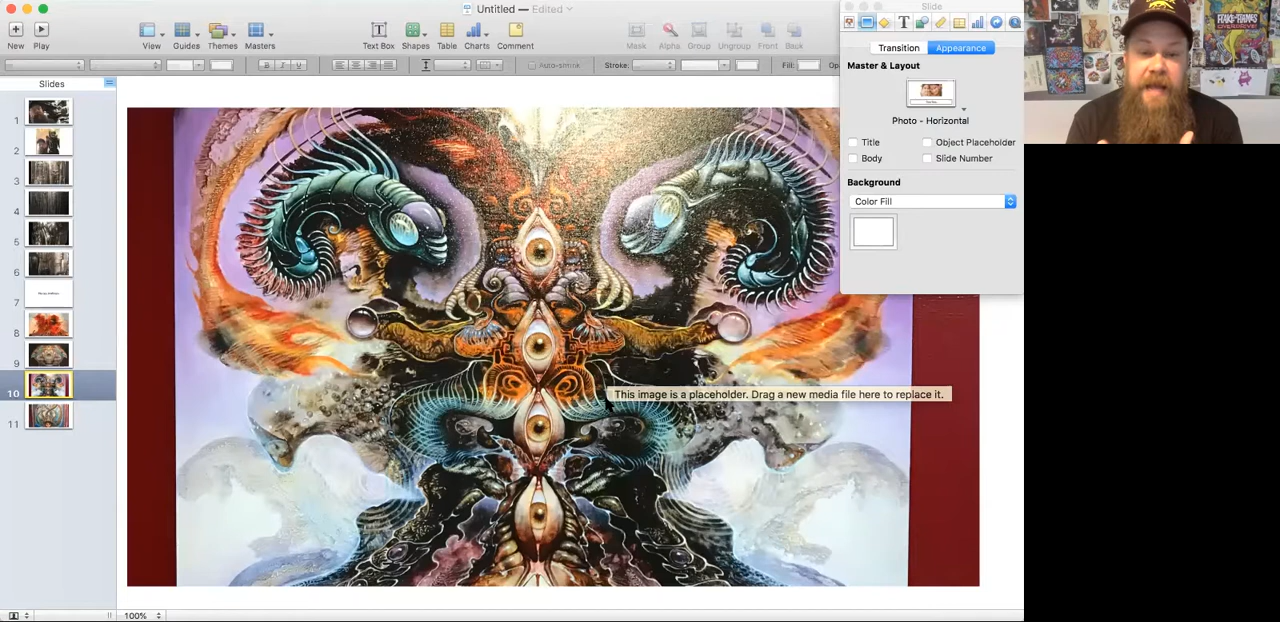 Untitled — Edited
Slide
New Play View Guides Themes Masters Text Box Shapes Table Charts Comment Mask Alpha Group Ungroup Front Back
B I U Auto-shrink Stroke: Fill:
Transition Appearance
Master & Layout
Photo - Horizontal
Title Object Placeholder
Body Slide Number
Background
Color Fill
Slides
1
2
3
4
5
6
7
8
9
10
11
This image is a placeholder. Drag a new media file here to replace it.
100%